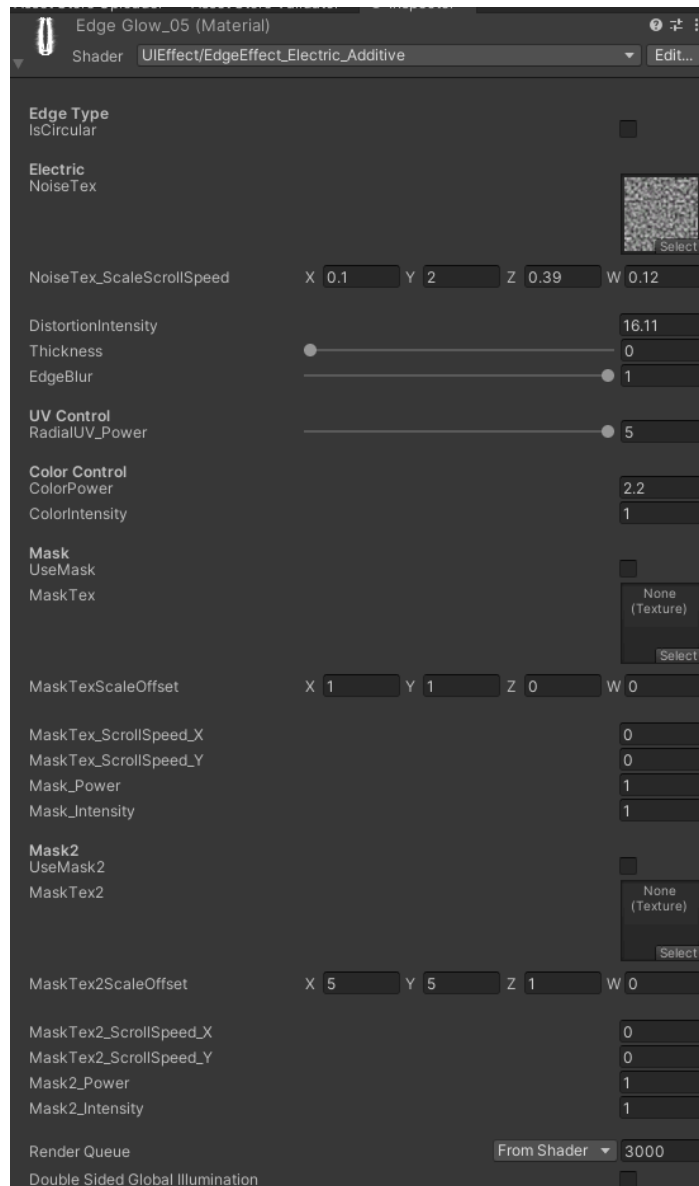 Edge Glow_05 (Material)
Shader UIEffect/EdgeEffect_Electric_Additive Edit...
Edge Type
IsCircular
Electric
NoiseTex
Select
NoiseTex_ScaleScrollSpeed X 0.1 Y 2 Z 0.39 W 0.12
DistortionIntensity 16.11
Thickness 0
EdgeBlur 1
UV Control
RadialUV_Power 5
Color Control
ColorPower 2.2
ColorIntensity 1
Mask
UseMask
MaskTex None
(Texture)
Select
MaskTexScaleOffset X 1 Y 1 Z 0 W 0
MaskTex_ScrollSpeed_X 0
MaskTex_ScrollSpeed_Y 0
Mask_Power 1
Mask_Intensity 1
Mask2
UseMask2
MaskTex2 None
(Texture)
Select
MaskTex2ScaleOffset X 5 Y 5 Z 1 W 0
MaskTex2_ScrollSpeed_X 0
MaskTex2_ScrollSpeed_Y 0
Mask2_Power 1
Mask2_Intensity 1
Render Queue From Shader 3000
Double Sided Global Illumination